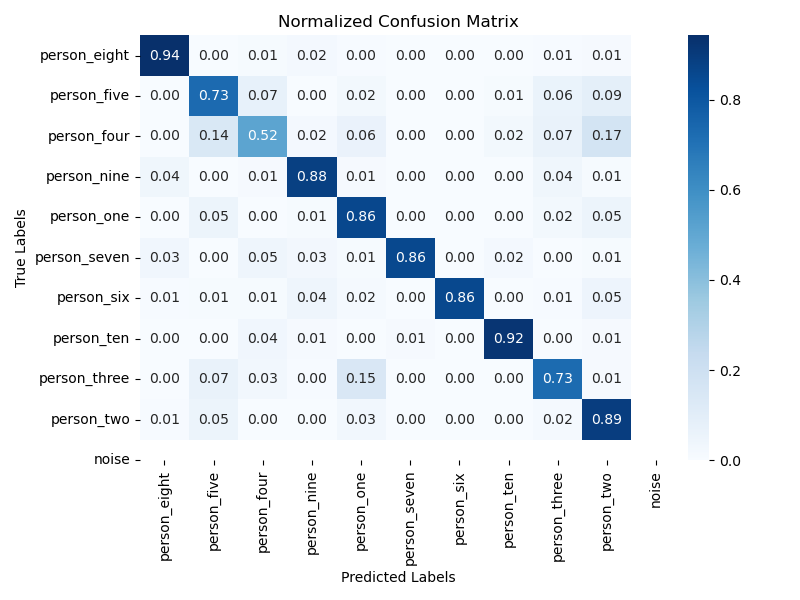 Normalized Confusion Matrix
True Labels
person_eight 0.94 0.00 0.01 0.02 0.00 0.00 0.00 0.00 0.01 0.01
person_five 0.00 0.73 0.07 0.00 0.02 0.00 0.00 0.01 0.06 0.09
person_four 0.00 0.14 0.52 0.02 0.06 0.00 0.00 0.02 0.07 0.17
person_nine 0.04 0.00 0.01 0.88 0.01 0.00 0.00 0.00 0.04 0.01
person_one 0.00 0.05 0.00 0.01 0.86 0.00 0.00 0.00 0.02 0.05
person_seven 0.03 0.00 0.05 0.03 0.01 0.86 0.00 0.02 0.00 0.01
person_six 0.01 0.01 0.01 0.04 0.02 0.00 0.86 0.00 0.01 0.05
person_ten 0.00 0.00 0.04 0.01 0.00 0.01 0.00 0.92 0.00 0.01
person_three 0.00 0.07 0.03 0.00 0.15 0.00 0.00 0.00 0.73 0.01
person_two 0.01 0.05 0.00 0.00 0.03 0.00 0.00 0.00 0.02 0.89
noise
person_eight person_five person_four person_nine person_one person_seven person_six person_ten person_three person_two noise
Predicted Labels
0.8
0.6
0.4
0.2
0.0